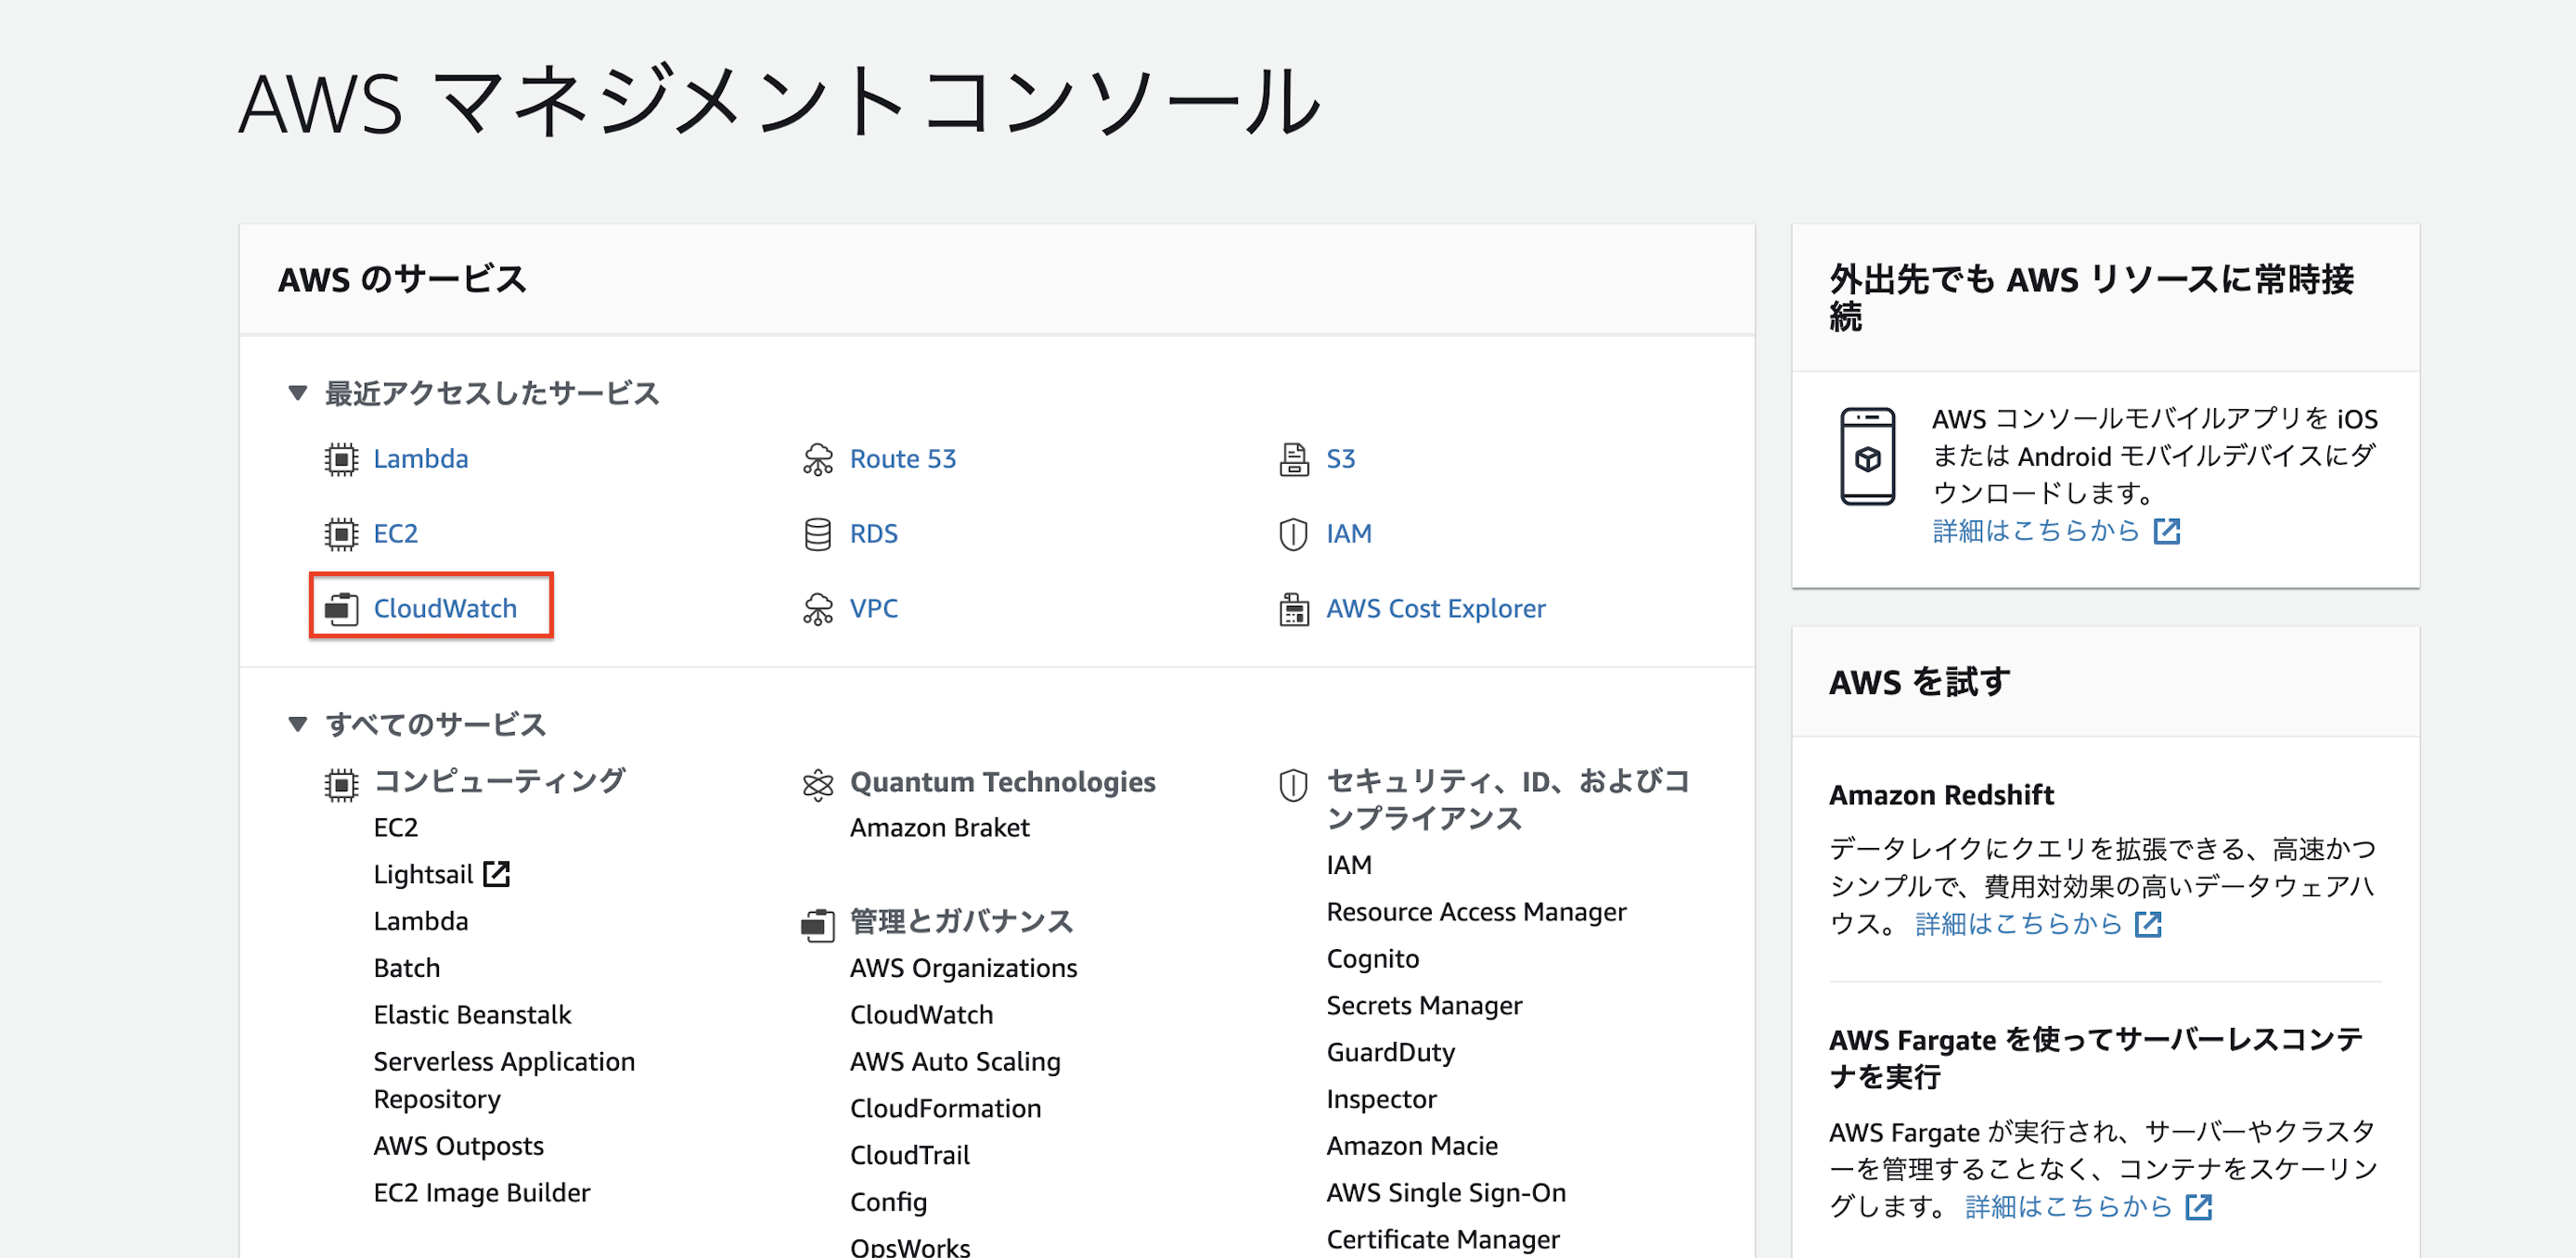 AWS マネジメントコンソール
AWS のサービス
最近アクセスしたサービス
Lambda
Route 53
S3
EC2
RDS
IAM
CloudWatch
VPC
AWS Cost Explorer
すべてのサービス
コンピューティング
EC2
Lightsail
Lambda
Batch
Elastic Beanstalk
Serverless Application
Repository
AWS Outposts
EC2 Image Builder
Quantum Technologies
Amazon Braket
管理とガバナンス
AWS Organizations
CloudWatch
AWS Auto Scaling
CloudFormation
CloudTrail
Config
OpsWorks
セキュリティ、ID、およびコ
ンプライアンス
IAM
Resource Access Manager
Cognito
Secrets Manager
GuardDuty
Inspector
Amazon Macie
AWS Single Sign-On
Certificate Manager
外出先でも AWS リソースに常時接
続
AWS コンソールモバイルアプリを iOS
または Android モバイルデバイスにダ
ウンロードします。
詳細はこちらから
AWS を試す
Amazon Redshift
データレイクにクエリを拡張できる、高速かつ
シンプルで、費用対効果の高いデータウェアハ
ウス。 詳細はこちらから
AWS Fargate を使ってサーバーレスコンテ
ナを実行
AWS Fargate が実行され、サーバーやクラスタ
ーを管理することなく、コンテナをスケーリン
グします。 詳細はこちらから